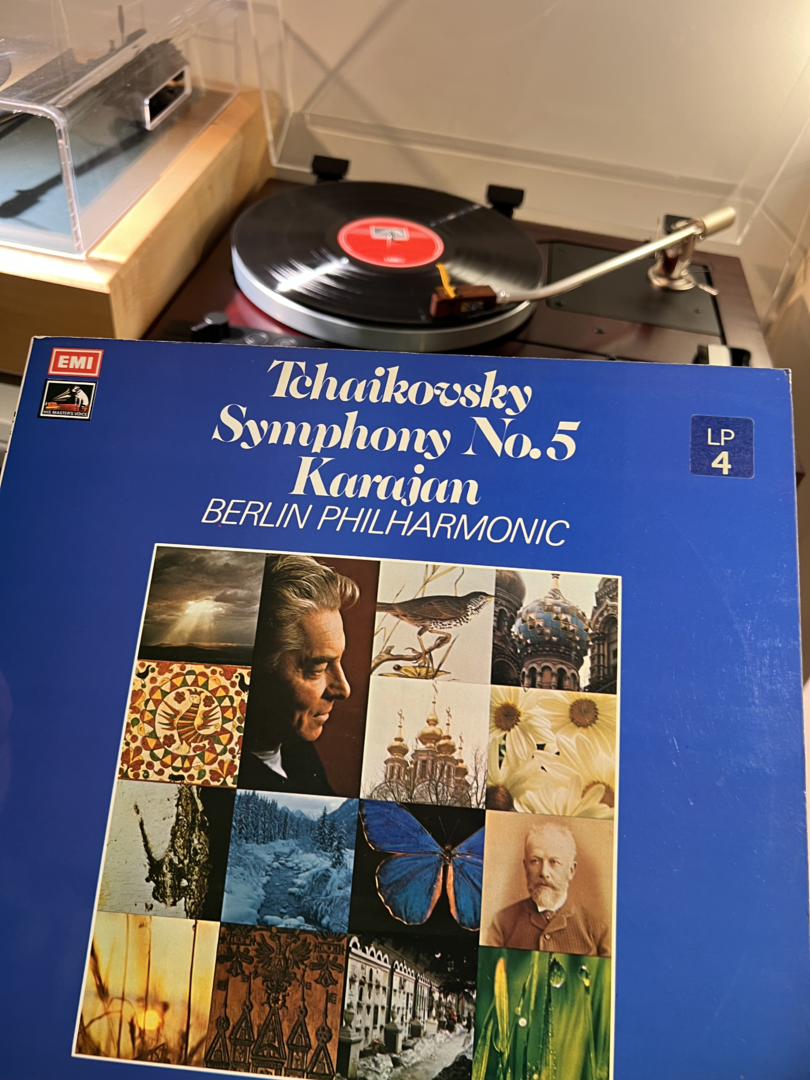 EMI
HIS MASTER'S VOICE
Tchaikovsky
Symphony No.5
Karajan
BERLIN PHILHARMONIC
LP
4